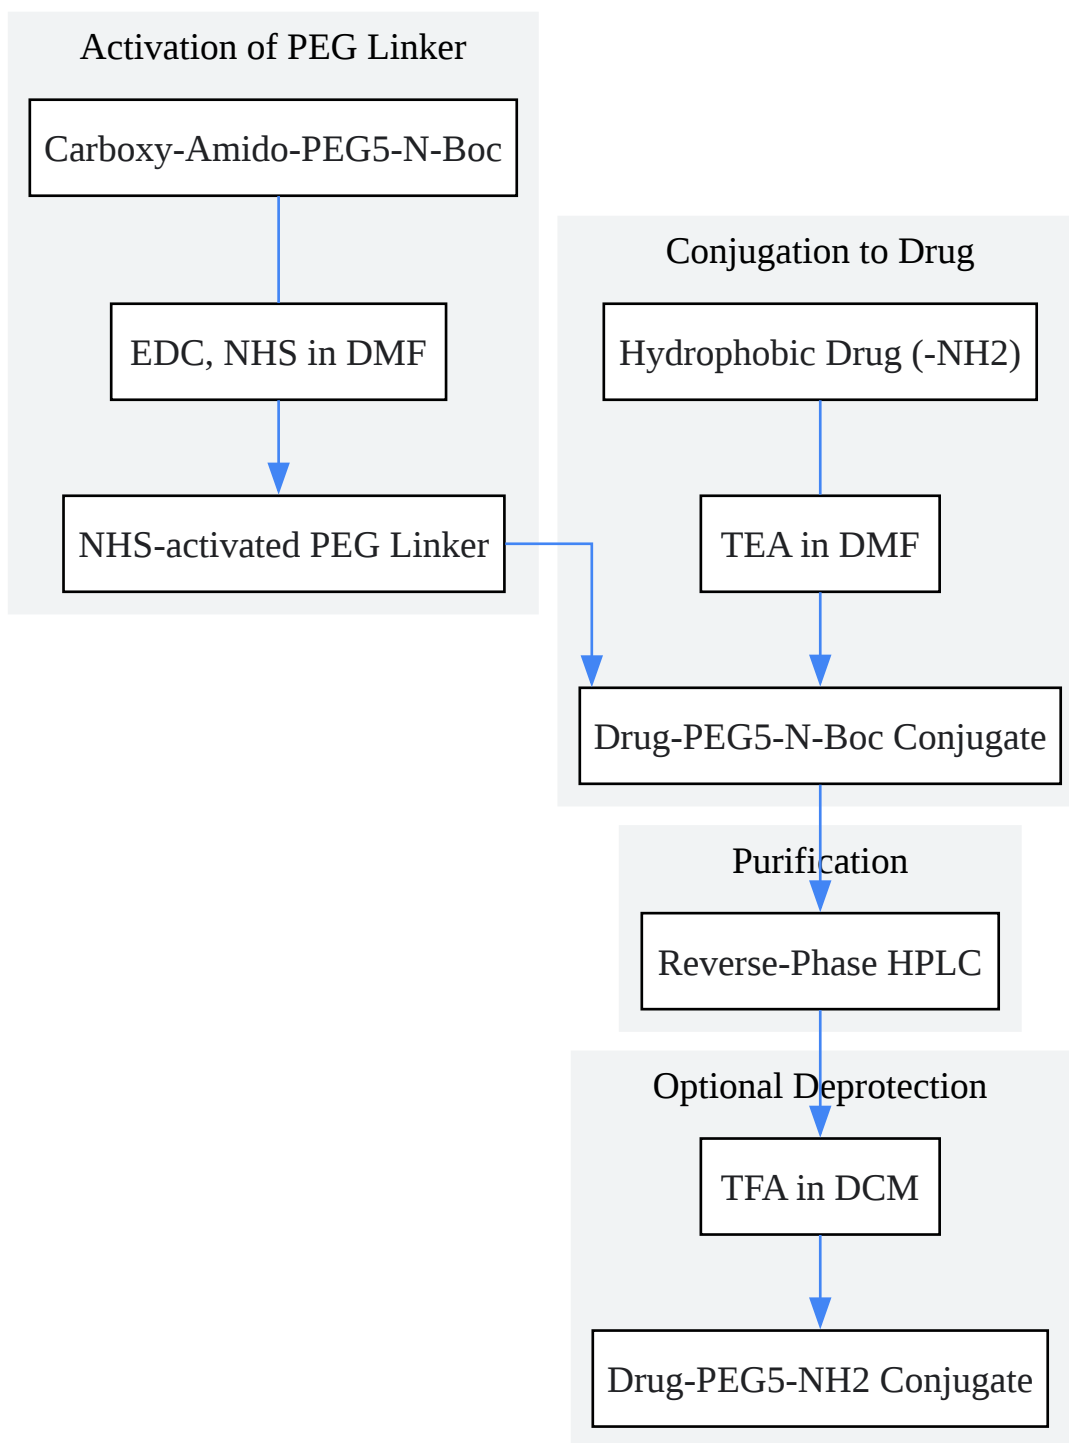 Activation of PEG Linker
Carboxy-Amido-PEG5-N-Boc
EDC, NHS in DMF
NHS-activated PEG Linker
Conjugation to Drug
Hydrophobic Drug (-NH2)
TEA in DMF
Drug-PEG5-N-Boc Conjugate
Purification
Reverse-Phase HPLC
Optional Deprotection
TFA in DCM
Drug-PEG5-NH2 Conjugate